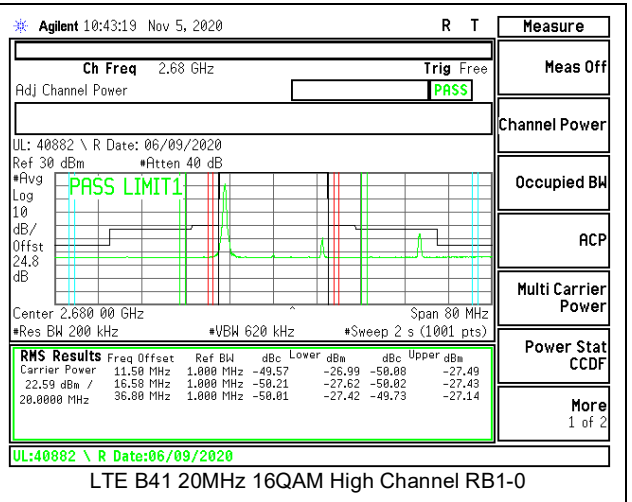 Agilent 10:43:19 Nov 5, 2020 R T
Measure
Ch Freq 2.68 GHz Trig Free
Meas Off
Adj Channel Power PASS
Channel Power
UL: 40882 \ R Date: 06/09/2020
Ref 30 dBm #Atten 40 dB
#Avg
Log
10
dB/
Offst
24.8
dB
PASS LIMIT1
Occupied BW
ACP
Multi Carrier
Power
Center 2.680 00 GHz Span 80 MHz
#Res BW 200 kHz #VBW 620 kHz #Sweep 2 s (1001 pts)
Power Stat
CCDF
RMS Results Freq Offset Ref BW dBc Lower dBm dBc Upper dBm
Carrier Power 11.50 MHz 1.000 MHz -49.57 -26.99 -50.08 -27.49
22.59 dBm / 16.58 MHz 1.000 MHz -50.21 -27.62 -50.02 -27.43
20.0000 MHz 36.80 MHz 1.000 MHz -50.01 -27.42 -49.73 -27.14
More
1 of 2
UL:40882 \ R Date:06/09/2020
LTE B41 20MHz 16QAM High Channel RB1-0